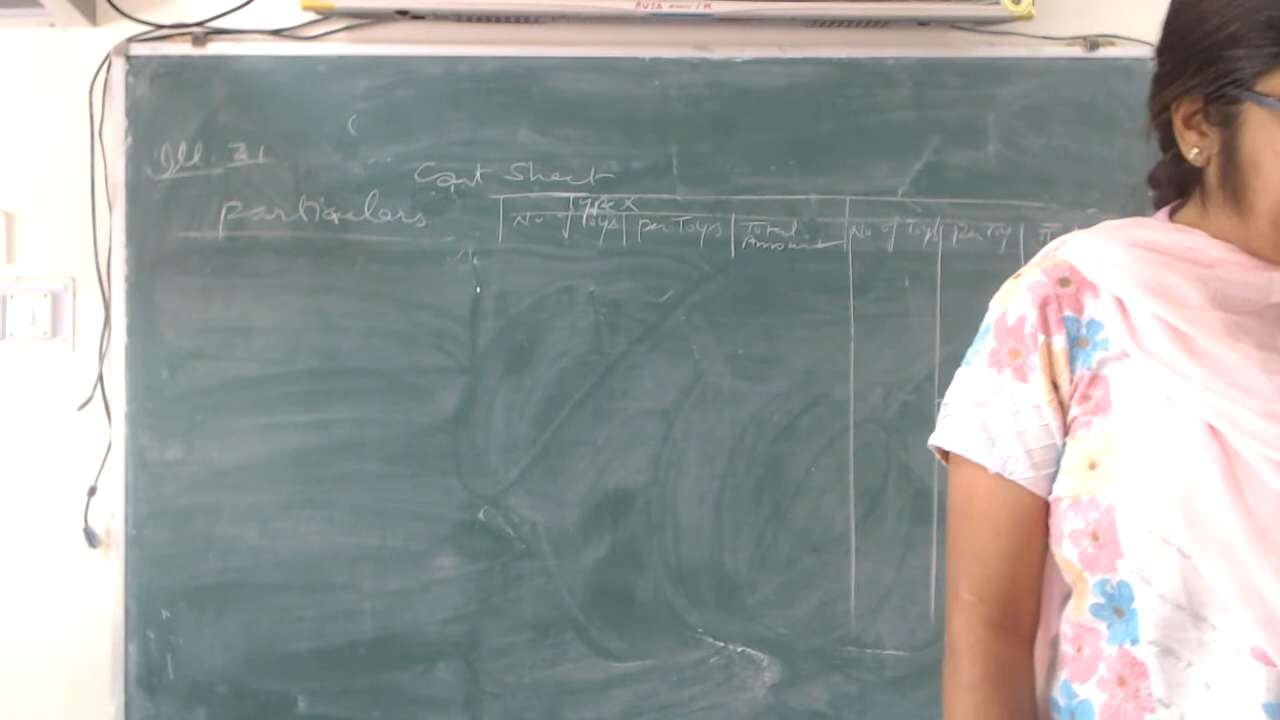 Ill. 31
Cost Sheet
particulars
Type X
No of Toys per Toys Total Amount No of Toys per Toy